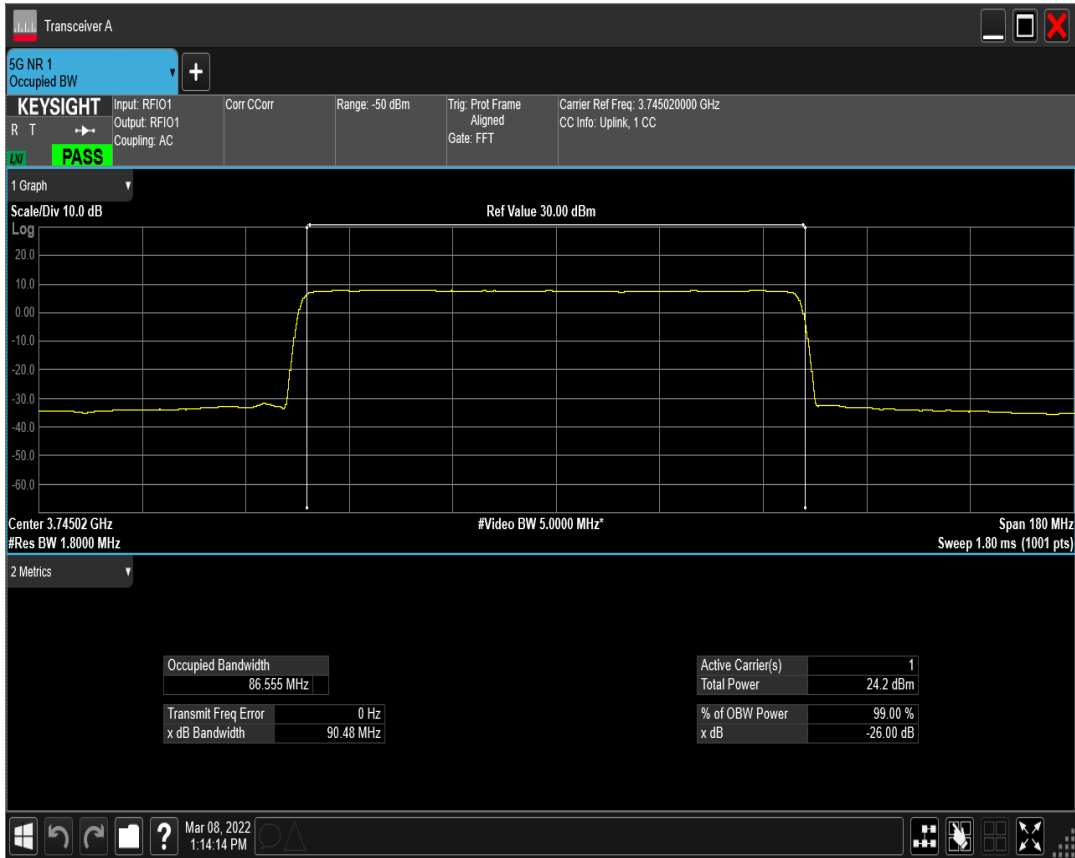 Transceiver A
5G NR 1
Occupied BW
+
KEYSIGHT
R T
LXI PASS
Input: RFIO1
Output: RFIO1
Coupling: AC
Corr CCorr
Range: -50 dBm
Trig: Prot Frame
Aligned
Gate: FFT
Carrier Ref Freq: 3.745020000 GHz
CC Info: Uplink, 1 CC
1 Graph
Scale/Div 10.0 dB
Ref Value 30.00 dBm
Log
20.0
10.0
0.00
-10.0
-20.0
-30.0
-40.0
-50.0
-60.0
Center 3.74502 GHz
#Video BW 5.0000 MHz*
Span 180 MHz
#Res BW 1.8000 MHz
Sweep 1.80 ms (1001 pts)
2 Metrics
Occupied Bandwidth
86.555 MHz
Transmit Freq Error 0 Hz
x dB Bandwidth 90.48 MHz
Active Carrier(s) 1
Total Power 24.2 dBm
% of OBW Power 99.00 %
x dB -26.00 dB
?
Mar 08, 2022
1:14:14 PM